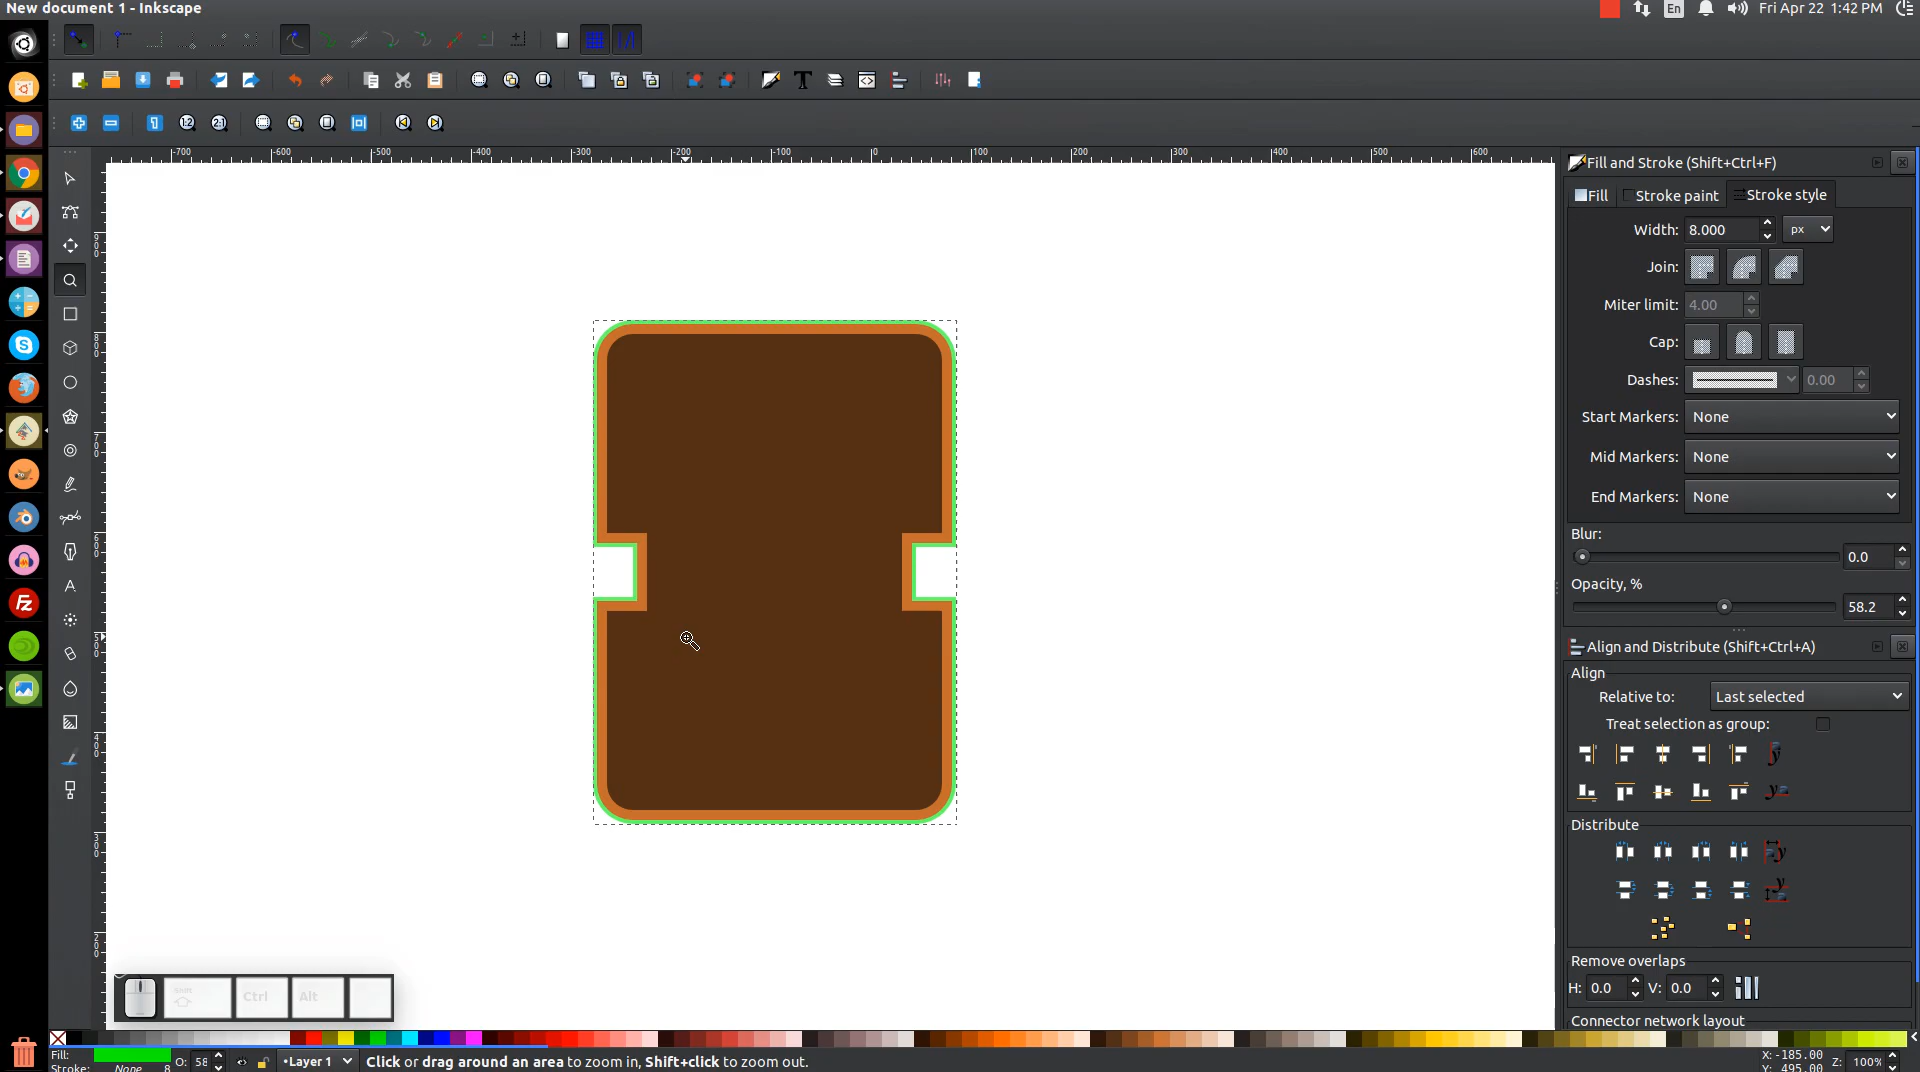 New document 1 - Inkscape
En
Fri Apr 22 1:42 PM
-700 -600 -500 -400 -300 -200 -100 0 100 200 300 400 500 600
Fill and Stroke (Shift+Ctrl+F)
Fill Stroke paint Stroke style
Width: 8.000 px
Join:
Miter limit: 4.00
Cap:
Dashes: 0.00
Start Markers: None
Mid Markers: None
End Markers: None
Blur:
0.0
Opacity, %
58.2
Align and Distribute (Shift+Ctrl+A)
Align
Relative to: Last selected
Treat selection as group:
Distribute
Remove overlaps
H: 0.0 V: 0.0
Connector network layout
Ctrl Alt
Fill:
Stroke: None 8
O: 58
•Layer 1
Click or drag around an area to zoom in, Shift+click to zoom out.
X: -185.00
Y: 495.00
Z: 100%